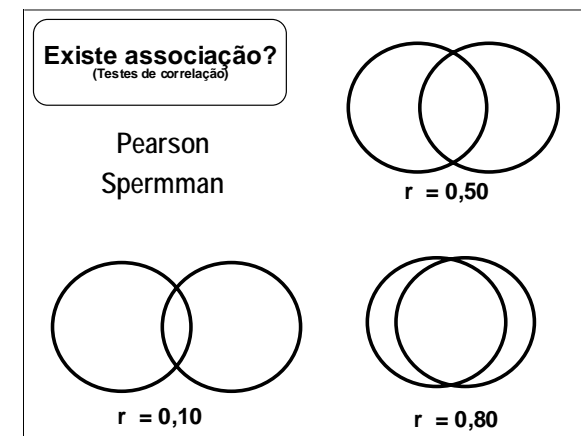 Existe associação?
(Testes de correlação)
Pearson
Spermman
r = 0,50
r = 0,10
r = 0,80